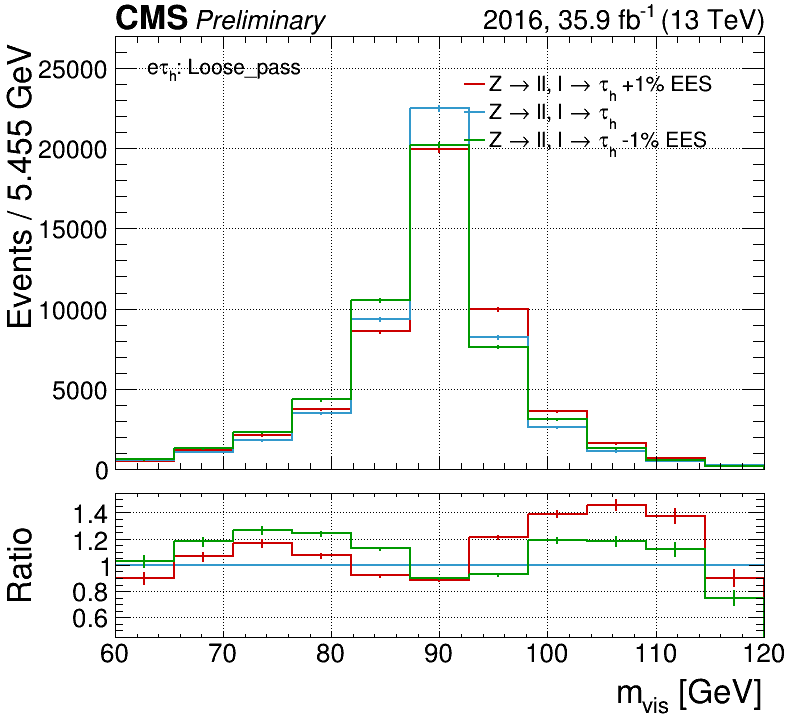 CMS Preliminary 2016, 35.9 fb-1 (13 TeV)
Events / 5.455 GeV
25000
20000
15000
10000
5000
0
eτh: Loose_pass
Z → ll, l → τh +1% EES
Z → ll, l → τh
Z → ll, l → τh -1% EES
Ratio
1.4
1.2
1
0.8
0.6
60 70 80 90 100 110 120
mvis [GeV]